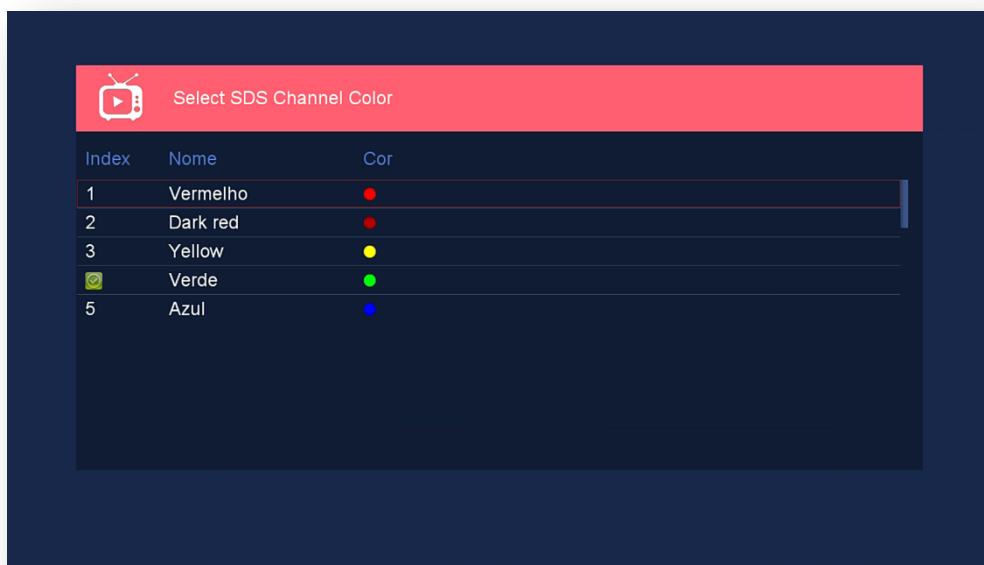 Select SDS Channel Color
Index Nome Cor
1 Vermelho
2 Dark red
3 Yellow
Verde
5 Azul